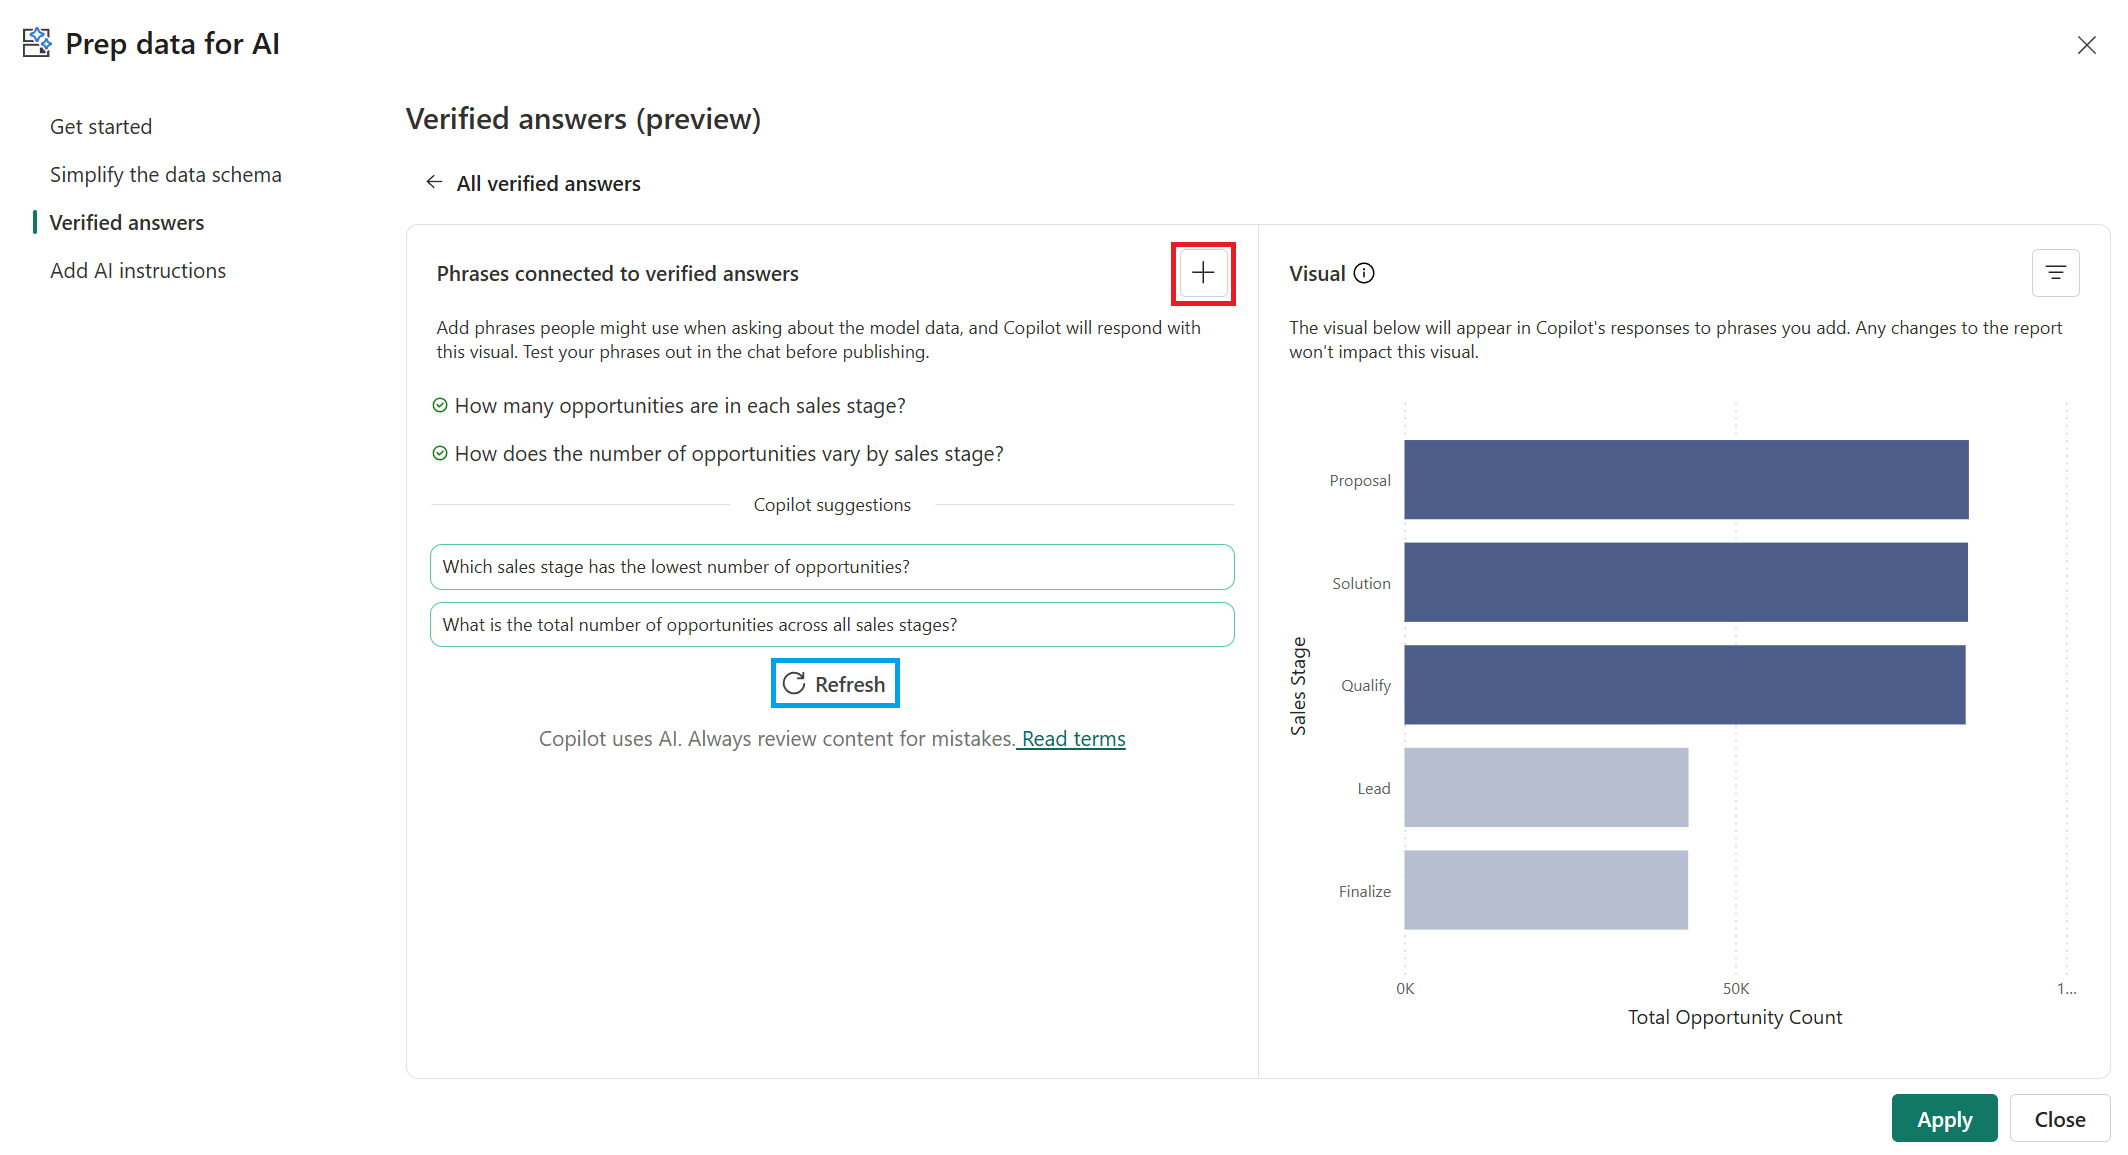 Prep data for AI
Get started
Simplify the data schema
Verified answers
Add AI instructions
Verified answers (preview)
All verified answers
Phrases connected to verified answers
Add phrases people might use when asking about the model data, and Copilot will respond with
this visual. Test your phrases out in the chat before publishing.
How many opportunities are in each sales stage?
How does the number of opportunities vary by sales stage?
Copilot suggestions
Which sales stage has the lowest number of opportunities?
What is the total number of opportunities across all sales stages?
Refresh
Copilot uses AI. Always review content for mistakes. Read terms
Visual
The visual below will appear in Copilot's responses to phrases you add. Any changes to the report
won't impact this visual.
Sales Stage
Proposal
Solution
Qualify
Lead
Finalize
0K 50K 1...
Total Opportunity Count
Apply Close